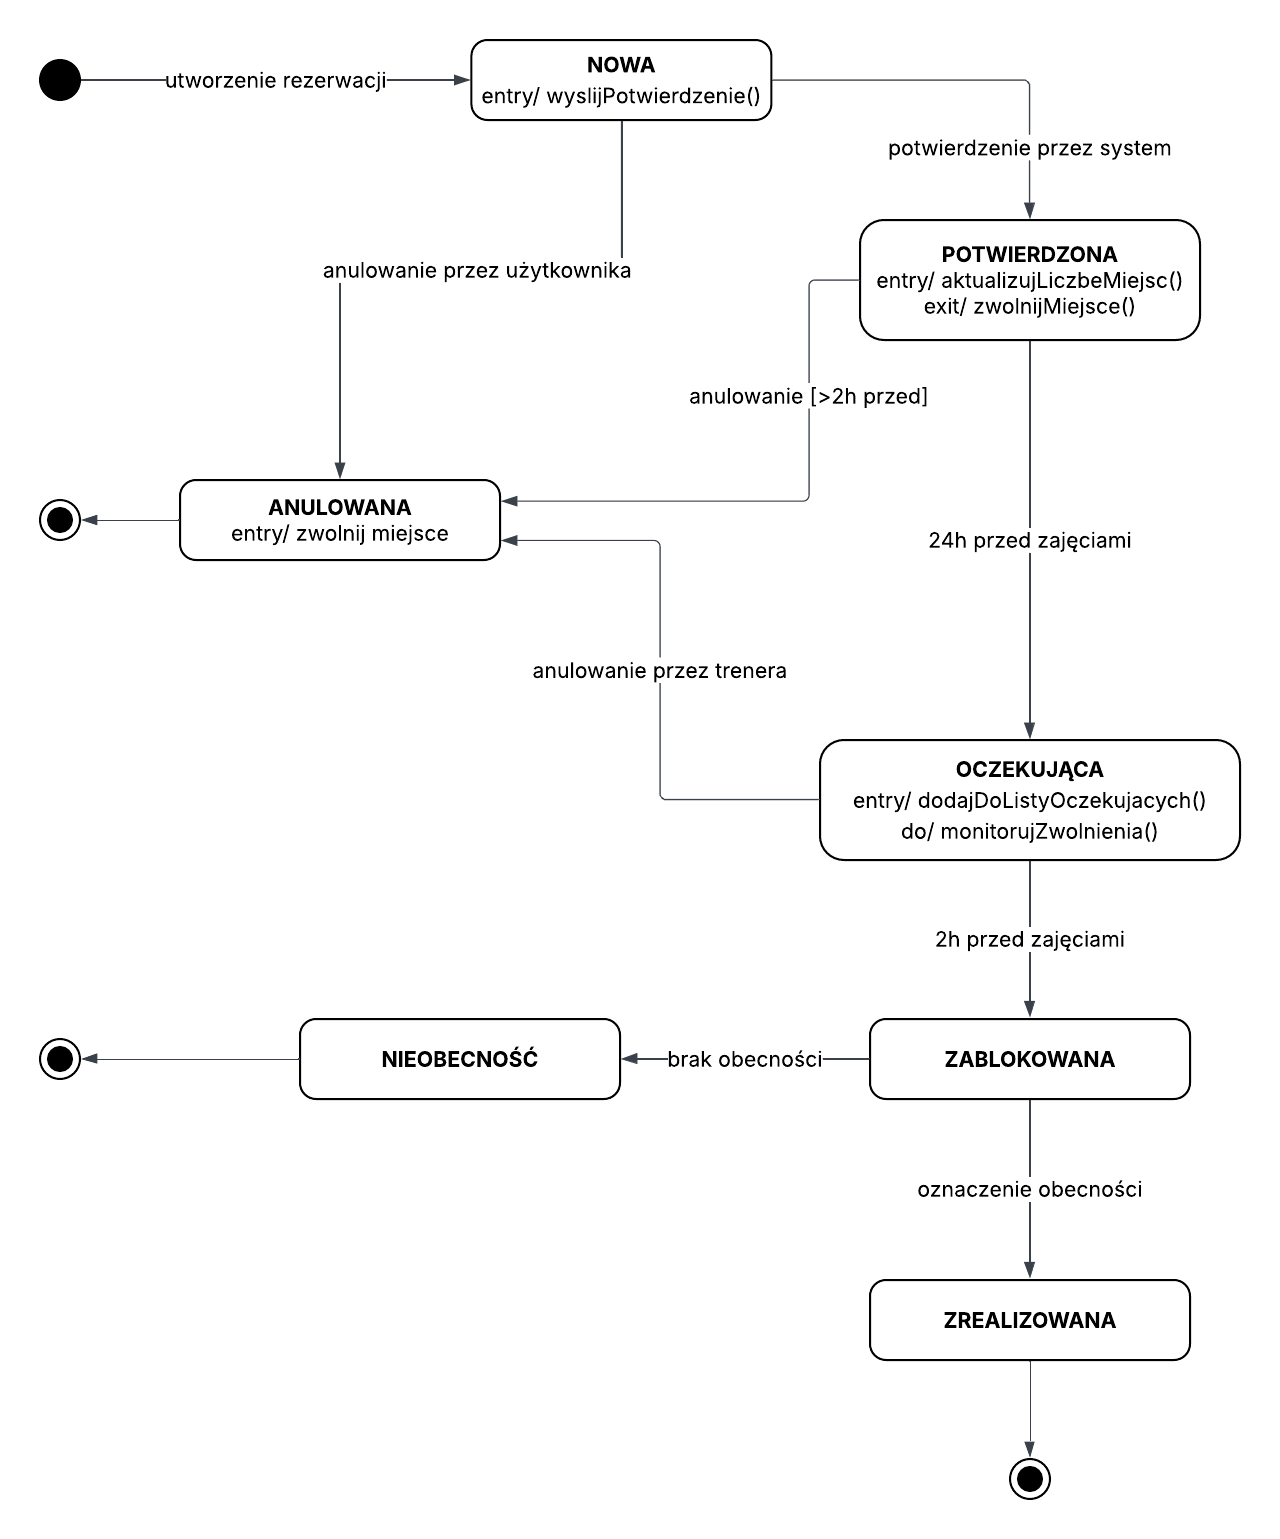 utworzenie rezerwacji
NOWA
entry/ wyslijPotwierdzenie()
potwierdzenie przez system
anulowanie przez użytkownika
POTWIERDZONA
entry/ aktualizujLiczbeMiejsc()
exit/ zwolnijMiejsce()
anulowanie [>2h przed]
ANULOWANA
entry/ zwolnij miejsce
24h przed zajęciami
anulowanie przez trenera
OCZEKUJĄCA
entry/ dodajDoListyOczekujacych()
do/ monitorujZwolnienia()
2h przed zajęciami
NIEOBECNOŚĆ
brak obecności
ZABLOKOWANA
oznaczenie obecności
ZREALIZOWANA